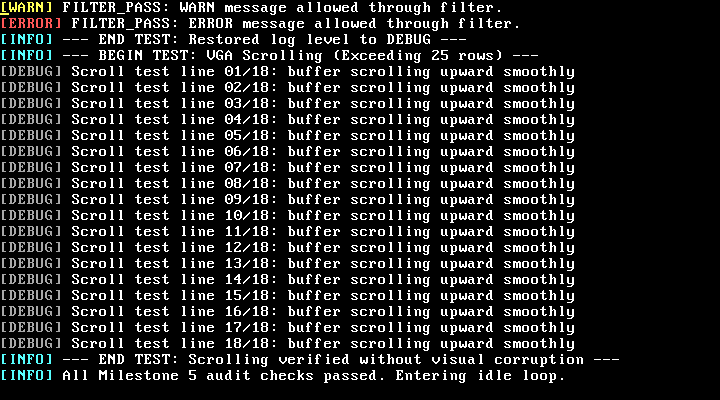 [WARN] FILTER_PASS: WARN message allowed through filter.
[ERROR] FILTER_PASS: ERROR message allowed through filter.
[INFO] --- END TEST: Restored log level to DEBUG ---
[INFO] --- BEGIN TEST: VGA Scrolling (Exceeding 25 rows) ---
[DEBUG] Scroll test line 01/18: buffer scrolling upward smoothly
[DEBUG] Scroll test line 02/18: buffer scrolling upward smoothly
[DEBUG] Scroll test line 03/18: buffer scrolling upward smoothly
[DEBUG] Scroll test line 04/18: buffer scrolling upward smoothly
[DEBUG] Scroll test line 05/18: buffer scrolling upward smoothly
[DEBUG] Scroll test line 06/18: buffer scrolling upward smoothly
[DEBUG] Scroll test line 07/18: buffer scrolling upward smoothly
[DEBUG] Scroll test line 08/18: buffer scrolling upward smoothly
[DEBUG] Scroll test line 09/18: buffer scrolling upward smoothly
[DEBUG] Scroll test line 10/18: buffer scrolling upward smoothly
[DEBUG] Scroll test line 11/18: buffer scrolling upward smoothly
[DEBUG] Scroll test line 12/18: buffer scrolling upward smoothly
[DEBUG] Scroll test line 13/18: buffer scrolling upward smoothly
[DEBUG] Scroll test line 14/18: buffer scrolling upward smoothly
[DEBUG] Scroll test line 15/18: buffer scrolling upward smoothly
[DEBUG] Scroll test line 16/18: buffer scrolling upward smoothly
[DEBUG] Scroll test line 17/18: buffer scrolling upward smoothly
[DEBUG] Scroll test line 18/18: buffer scrolling upward smoothly
[INFO] --- END TEST: Scrolling verified without visual corruption ---
[INFO] All Milestone 5 audit checks passed. Entering idle loop.